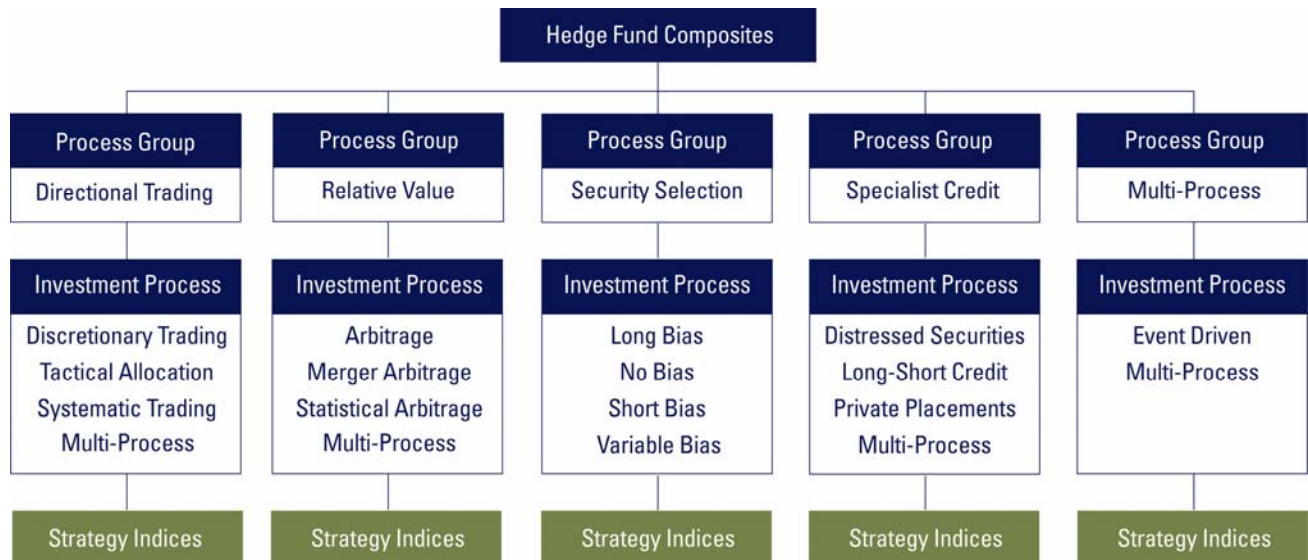 Hedge Fund Composites
Process Group
Directional Trading
Process Group
Relative Value
Process Group
Security Selection
Process Group
Specialist Credit
Process Group
Multi-Process
Investment Process
Discretionary Trading
Tactical Allocation
Systematic Trading
Multi-Process
Investment Process
Arbitrage
Merger Arbitrage
Statistical Arbitrage
Multi-Process
Investment Process
Long Bias
No Bias
Short Bias
Variable Bias
Investment Process
Distressed Securities
Long-Short Credit
Private Placements
Multi-Process
Investment Process
Event Driven
Multi-Process
Strategy Indices
Strategy Indices
Strategy Indices
Strategy Indices
Strategy Indices